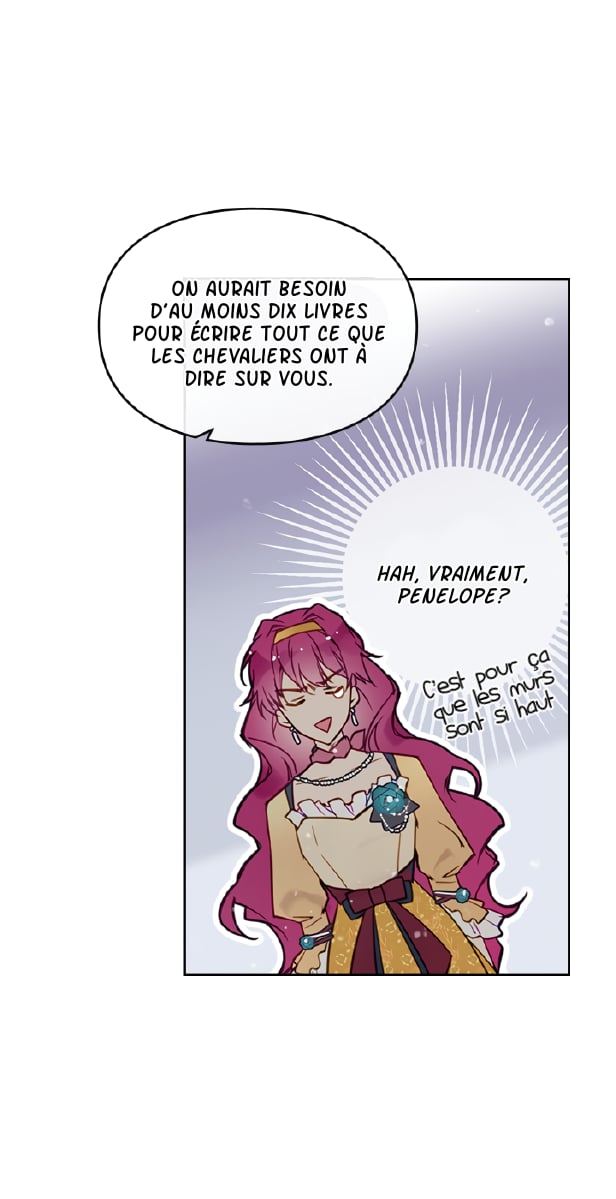 ON AURAIT BESOIN
D'AU MOINS DIX LIVRES
POUR ÉCRIRE TOUT CE QUE
LES CHEVALIERS ONT À
DIRE SUR VOUS.
HAH, VRAIMENT,
PENELOPE?
C'est pour ça
que les murs
sont si haut